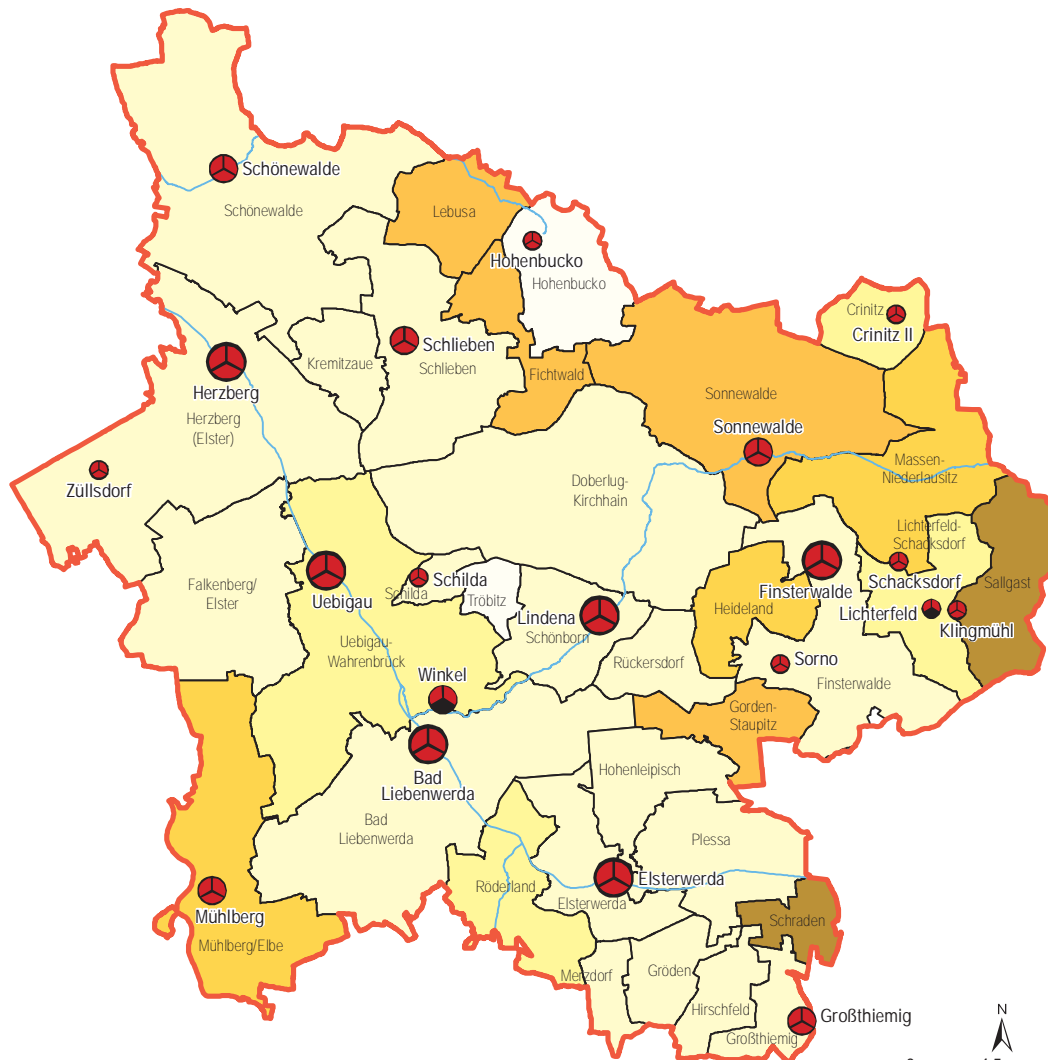 Schönewalde
Schönewalde
Lebusa
Hohenbucko
Hohenbucko
Crinitz
Crinitz II
Schlieben
Schlieben
Kremitzaue
Fichtwald
Herzberg
Herzberg
(Elster)
Sonnewalde
Sonnewalde
Züllsdorf
Massen-
Niederlausitz
Doberlug-
Kirchhain
Lichterfeld-
Schacksdorf
Schacksdorf
Sallgast
Falkenberg/
Elster
Uebigau
Schilda
Schilda
Tröbitz
Finsterwalde
Heideland
Lichterfeld
Klingmühl
Lindena
Schönborn
Uebigau-
Wahrenbrück
Rückersdorf
Sorno
Finsterwalde
Winkel
Gorden-
Staupitz
Bad
Liebenwerda
Hohenleipisch
Bad
Liebenwerda
Plessa
Elsterwerda
Elsterwerda
Röderland
Mühlberg
Mühlberg/Elbe
Schraden
Merzdorf
Gröden
Hirschfeld
Großthiemig
Großthiemig
N